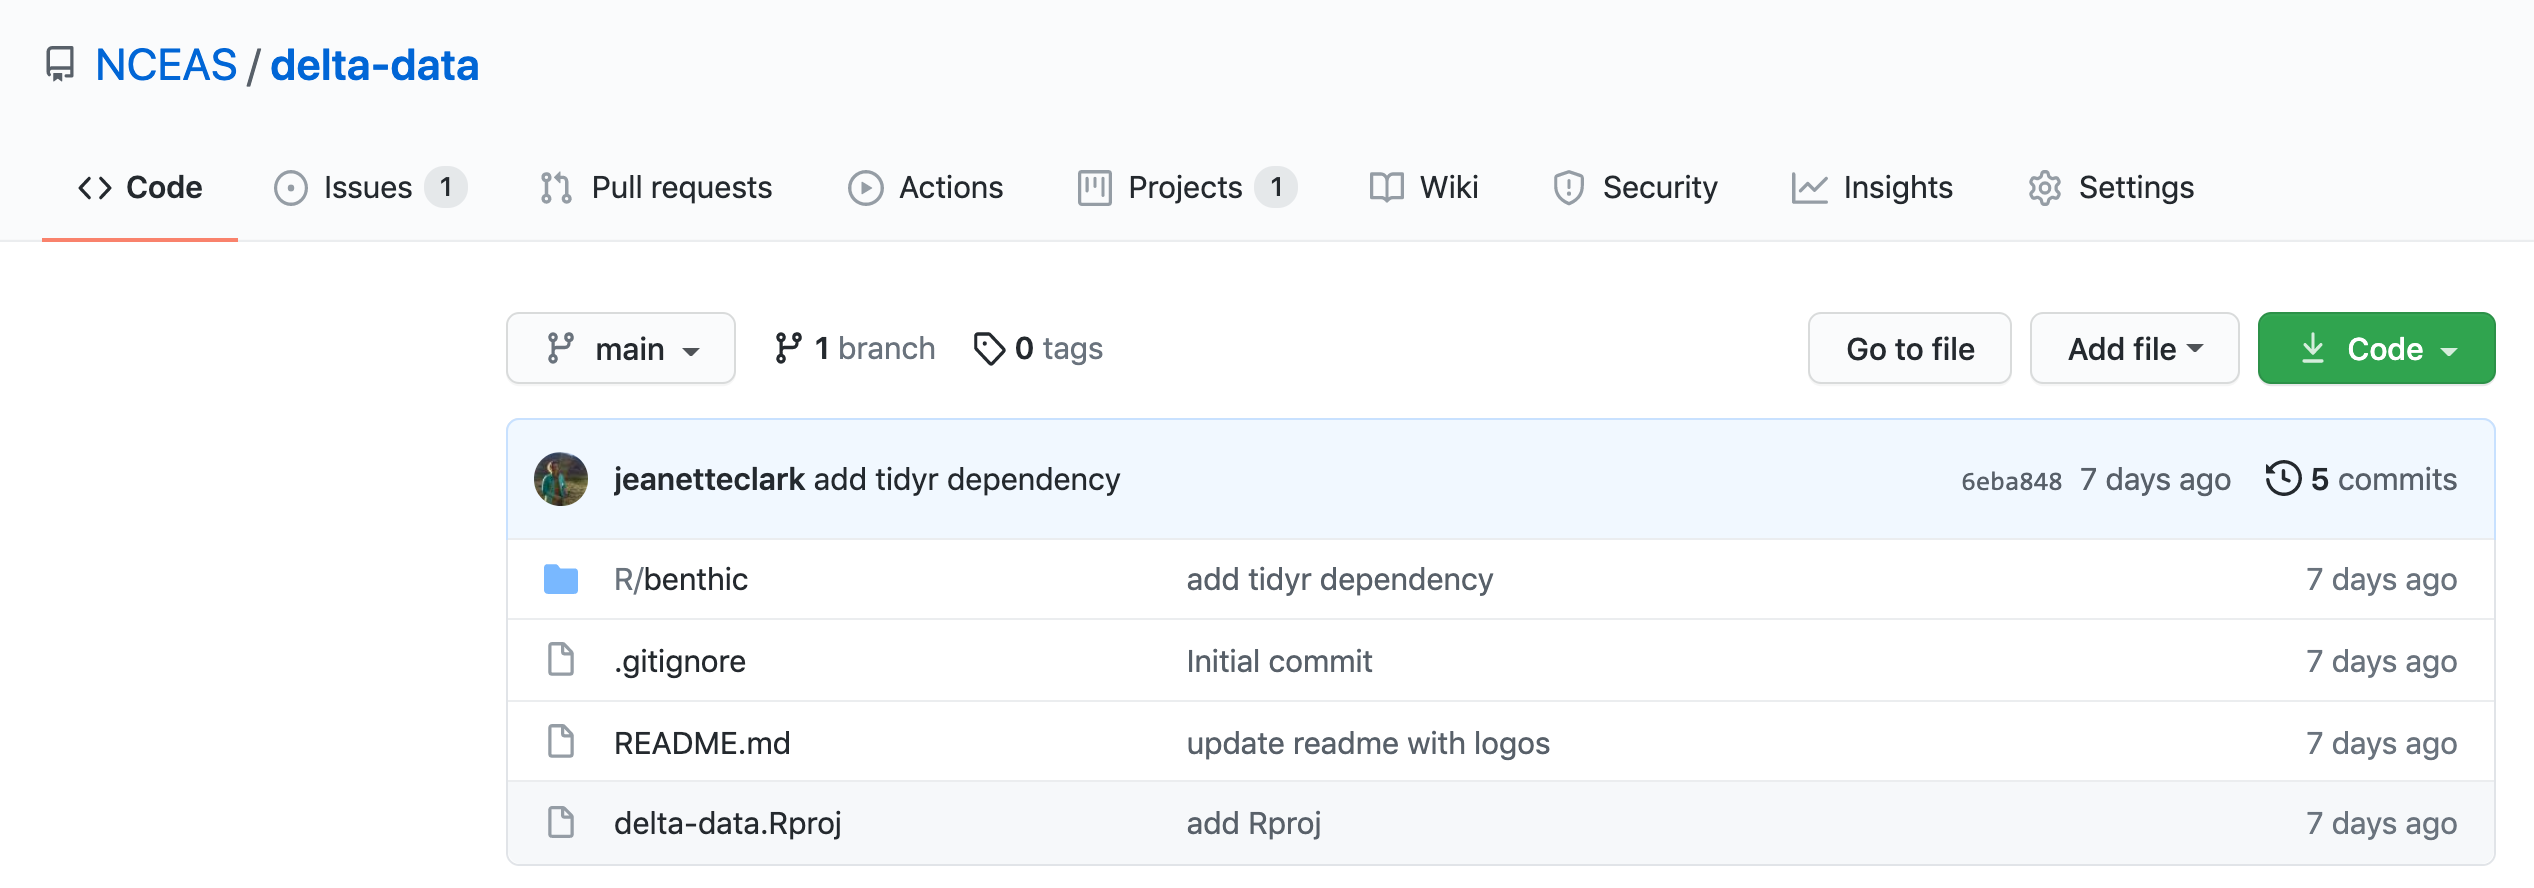 NCEAS / delta-data
Code Issues 1 Pull requests Actions Projects 1 Wiki Security Insights Settings
main 1 branch 0 tags Go to file Add file Code
jeanetteclark add tidyr dependency 6eba848 7 days ago 5 commits
R/benthic add tidyr dependency 7 days ago
.gitignore Initial commit 7 days ago
README.md update readme with logos 7 days ago
delta-data.Rproj add Rproj 7 days ago